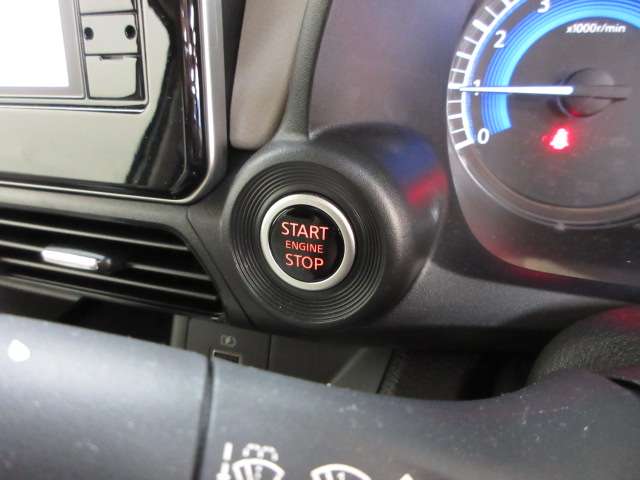 3
x1000r/min
2
1
0
START
ENGINE
STOP